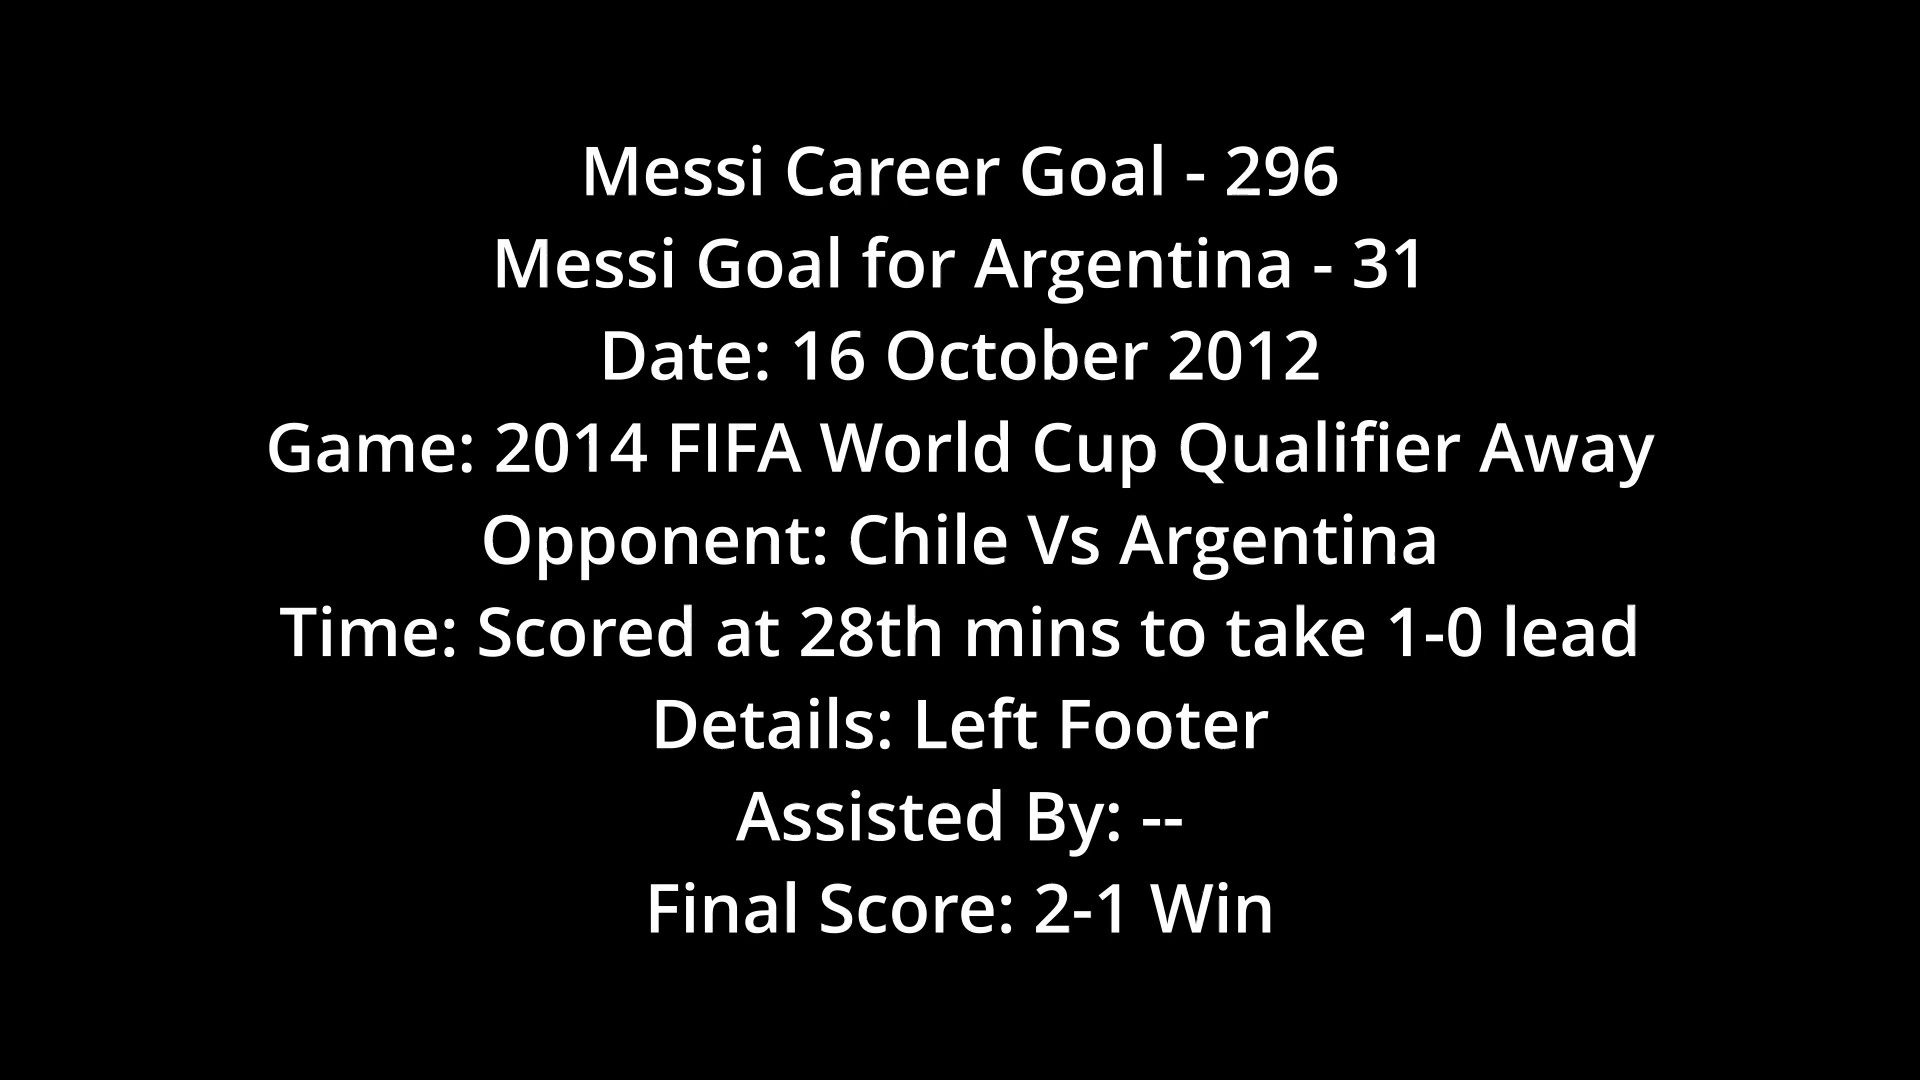 Messi Career Goal - 296
Messi Goal for Argentina - 31
Date: 16 October 2012
Game: 2014 FIFA World Cup Qualifier Away
Opponent: Chile Vs Argentina
Time: Scored at 28th mins to take 1-0 lead
Details: Left Footer
Assisted By: --
Final Score: 2-1 Win